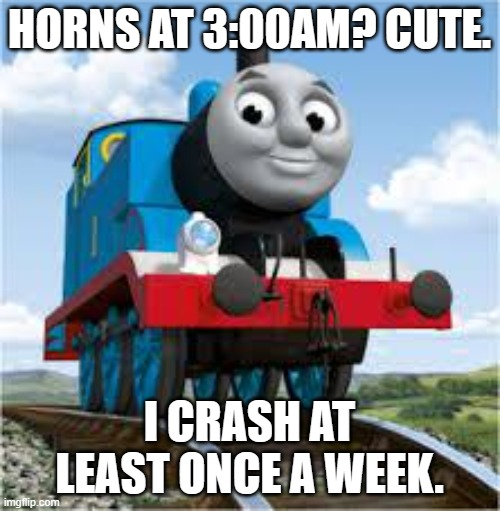 HORNS AT 3:00AM? CUTE.
I CRASH AT
LEAST ONCE A WEEK.
imgflip.com